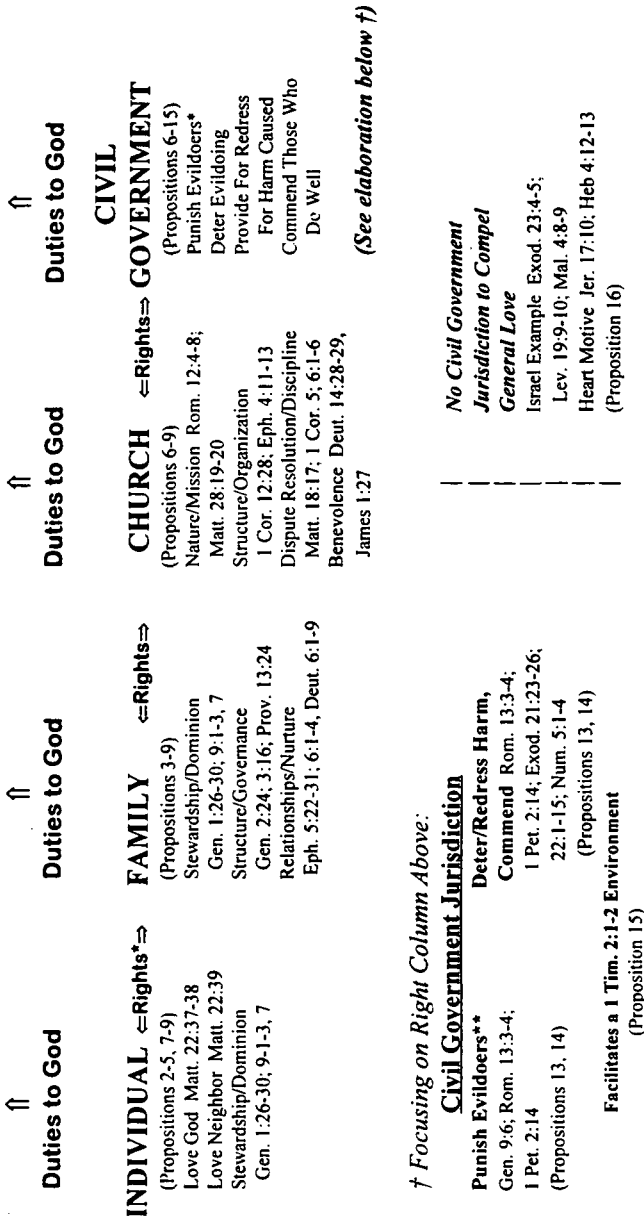 ⇑
Duties to God
INDIVIDUAL ⇐Rights*⇒
(Propositions 2-5, 7-9)
Love God Matt. 22:37-38
Love Neighbor Matt. 22:39
Stewardship/Dominion
Gen. 1:26-30; 9-1-3, 7
⇑
Duties to God
FAMILY ⇐Rights⇒
(Propositions 3-9)
Stewardship/Dominion
Gen. 1:26-30; 9:1-3, 7
Structure/Governance
Gen. 2:24; 3:16; Prov. 13:24
Relationships/Nurture
Eph. 5:22-31; 6:1-4, Deut. 6:1-9
⇑
Duties to God
CHURCH ⇐Rights⇒
(Propositions 6-9)
Nature/Mission Rom. 12:4-8;
Matt. 28:19-20
Structure/Organization
1 Cor. 12:28; Eph. 4:11-13
Dispute Resolution/Discipline
Matt. 18:17; 1 Cor. 5; 6:1-6
Benevolence Deut. 14:28-29,
James 1:27
⇑
Duties to God
CIVIL
GOVERNMENT
(Propositions 6-15)
Punish Evildoers*
Deter Evildoing
Provide For Redress
For Harm Caused
Commend Those Who
Do Well
(See elaboration below †)
† Focusing on Right Column Above:
Civil Government Jurisdiction
Punish Evildoers**
Gen. 9:6; Rom. 13:3-4;
1 Pet. 2:14
(Propositions 13, 14)
Deter/Redress Harm,
Commend Rom. 13:3-4;
1 Pet. 2:14; Exod. 21:23-26;
22:1-15; Num. 5:1-4
(Propositions 13, 14)
Facilitates a 1 Tim. 2:1-2 Environment
(Proposition 15)
No Civil Government
Jurisdiction to Compel
General Love
Israel Example Exod. 23:4-5;
Lev. 19:9-10; Mal. 4:8-9
Heart Motive Jer. 17:10; Heb 4:12-13
(Proposition 16)